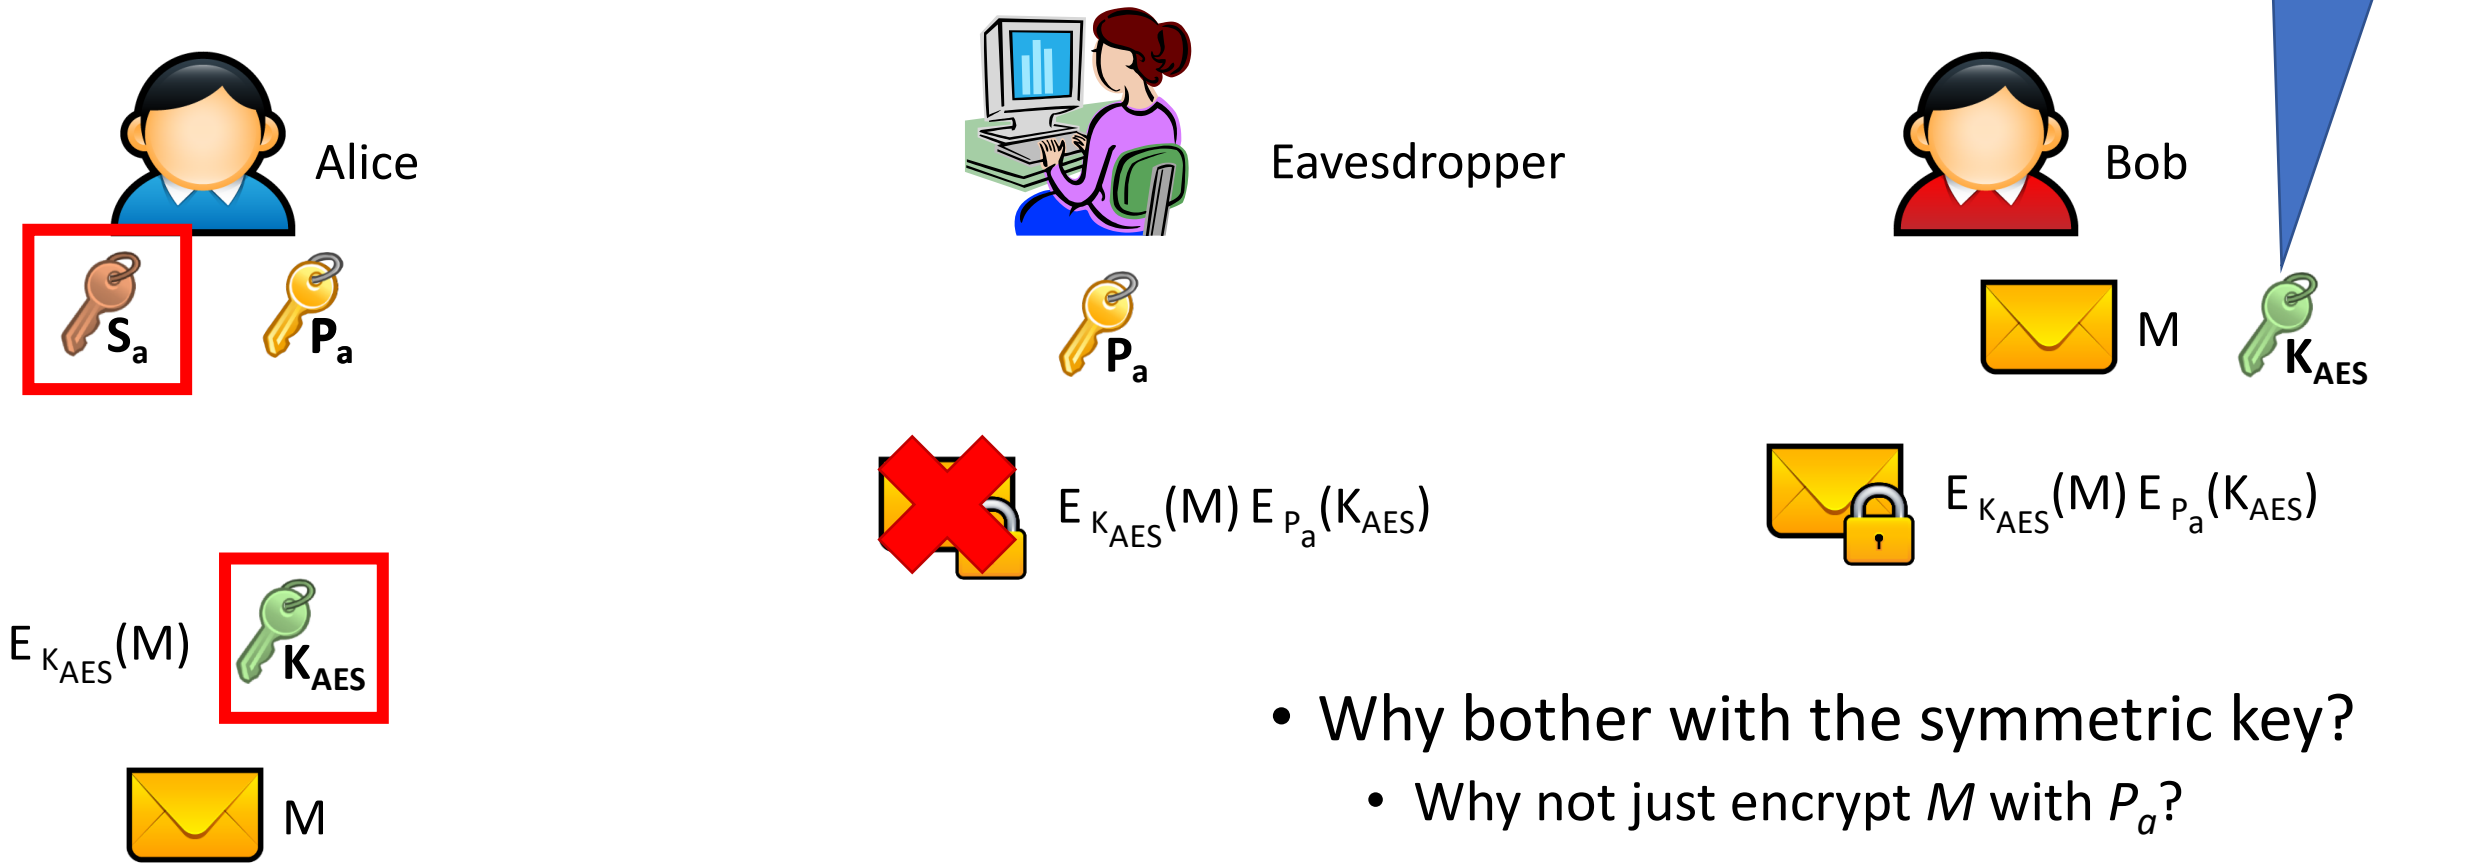 Alice
Eavesdropper
Bob
Sa
Pa
Pa
M
KAES
E KAES(M) E Pa(KAES)
E KAES(M) E Pa(KAES)
E KAES(M)
KAES
• Why bother with the symmetric key?
• Why not just encrypt M with Pa?
M